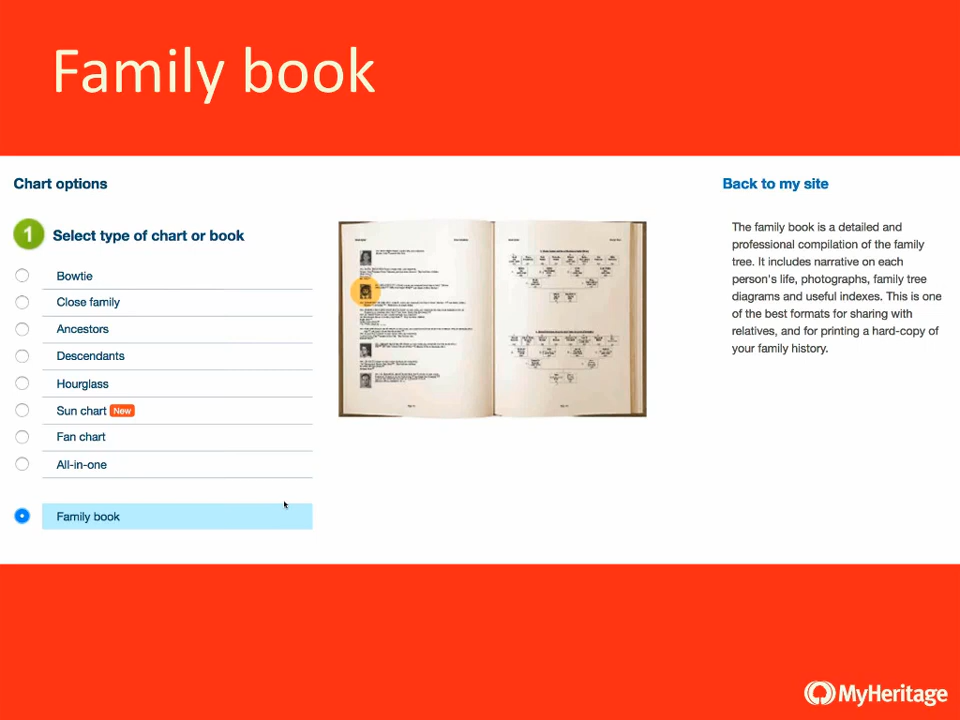 Family book
Chart options
Back to my site
1 Select type of chart or book
Bowtie
Close family
Ancestors
Descendants
Hourglass
Sun chart New
Fan chart
All-in-one
Family book
The family book is a detailed and
professional compilation of the family
tree. It includes narrative on each
person's life, photographs, family tree
diagrams and useful indexes. This is one
of the best formats for sharing with
relatives, and for printing a hard-copy of
your family history.
MyHeritage